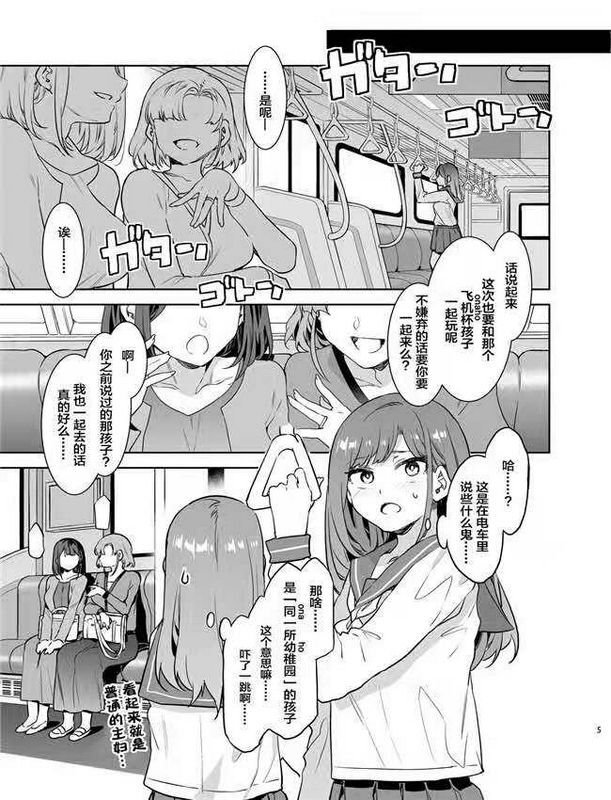 ガターン
ゴトーン
……是呢—
诶……
ガターン
ゴトーン
话说起来
这次也要和那个
onaho
飞机杯孩子
一起玩呢
不嫌弃的话要你要
一起来么？
啊—
你之前说过的那孩子？
我也一起去的话
真的好么……
哈……？
这是在电车里
说些什么鬼……
那啥……
ona ho
是「同一所幼稚园」的孩子
这个意思嘛……
吓了一跳啊……
看起来就是
普通的主妇…
5